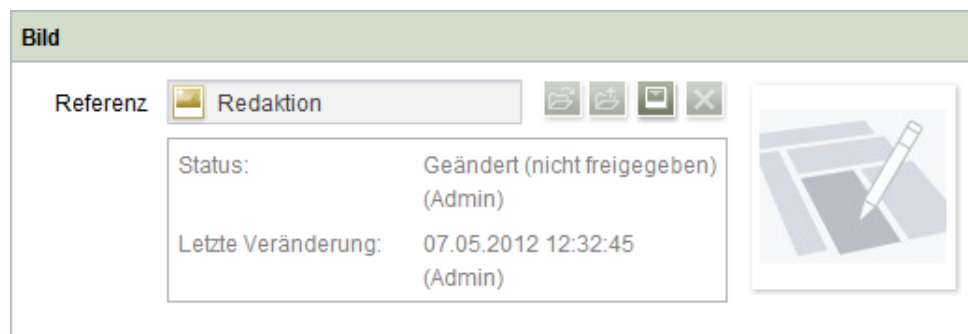 Bild
Referenz Redaktion
Status: Geändert (nicht freigegeben)
(Admin)
Letzte Veränderung: 07.05.2012 12:32:45
(Admin)